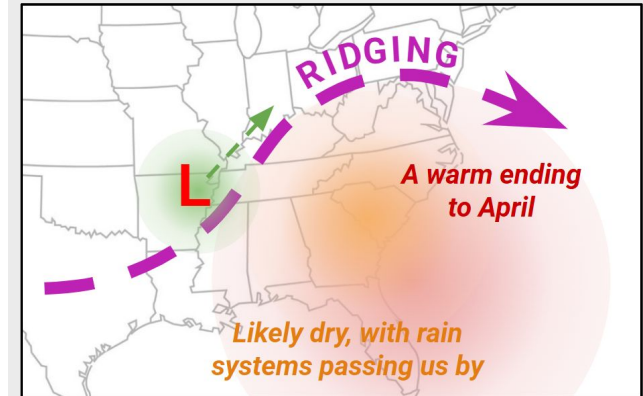 RIDGING
L
A warm ending
to April
Likely dry, with rain
systems passing us by